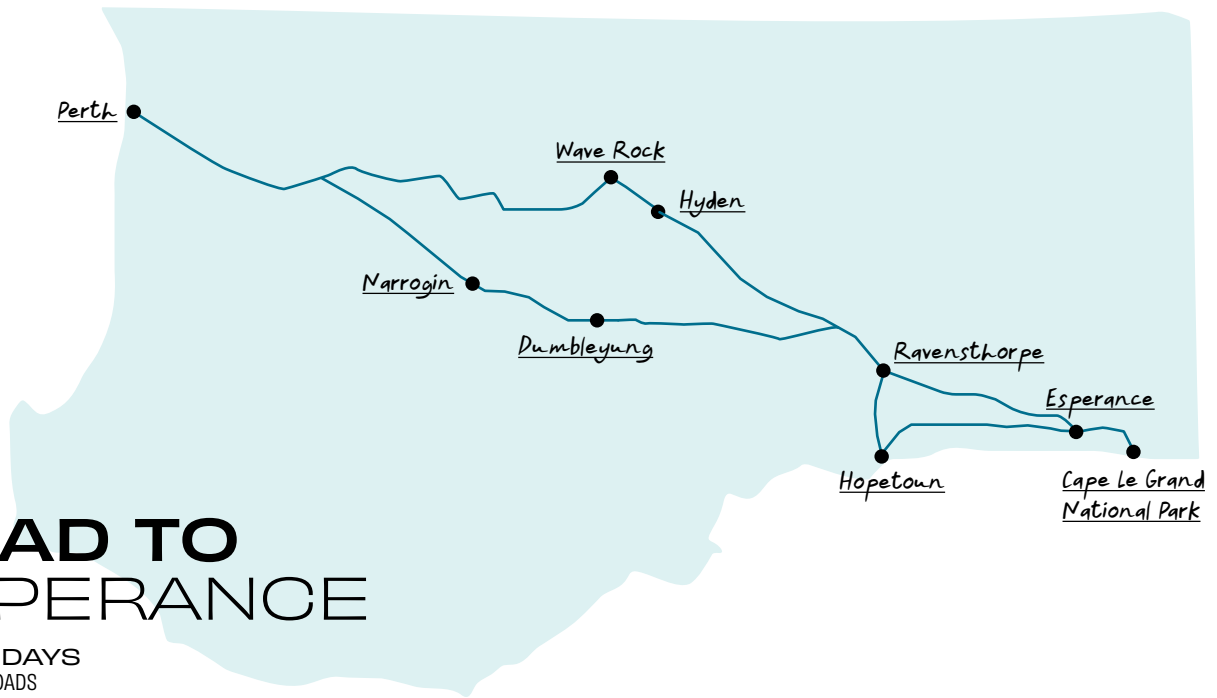 Perth
Wave Rock
Hyden
Narrogin
Dumbleyung
Ravensthorpe
Esperance
Hopetoun
Cape Le Grand
National Park
AD TO
PERANCE
DAYS
OADS